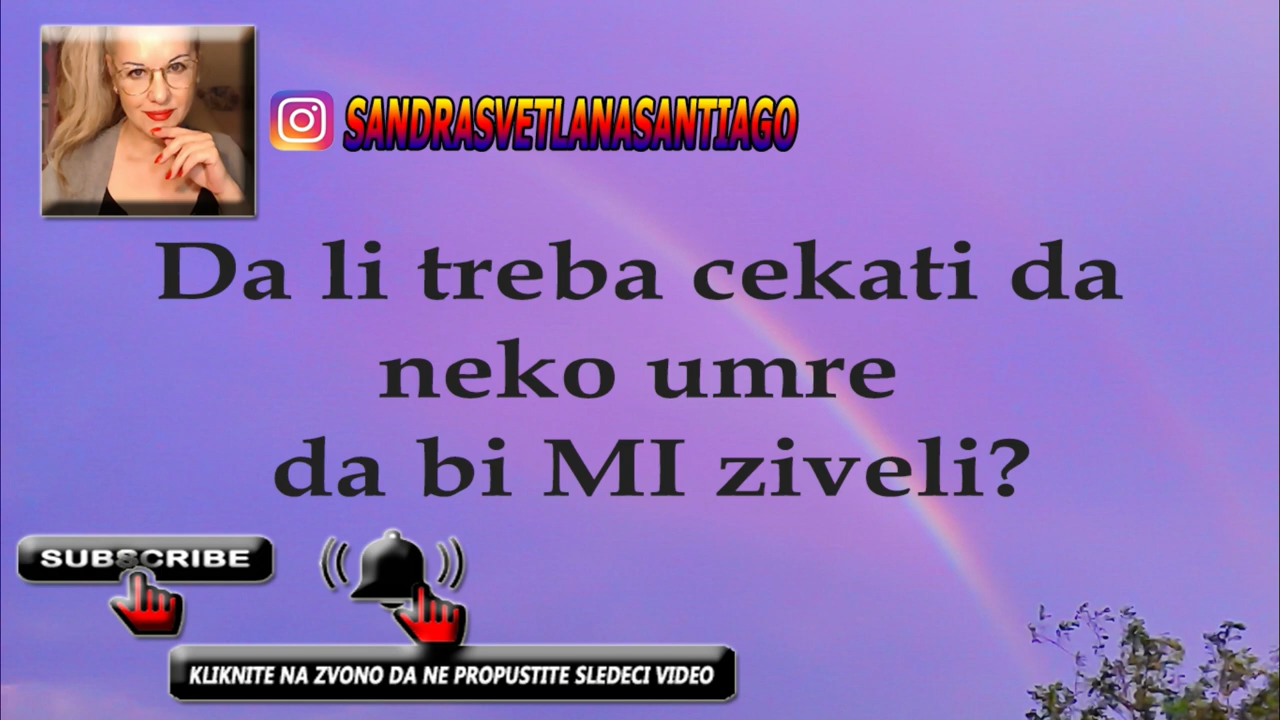 SANDRASVETLANASANTIAGO
Da li treba cekati da
neko umre
da bi MI ziveli?
SUBSCRIBE
KLIKNITE NA ZVONO DA NE PROPUSTITE SLEDECI VIDEO